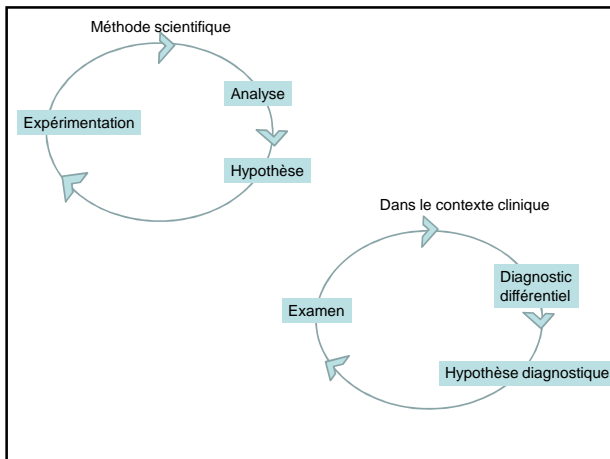 Méthode scientifique
Analyse
Expérimentation
Hypothèse
Dans le contexte clinique
Diagnostic
différentiel
Examen
Hypothèse diagnostique